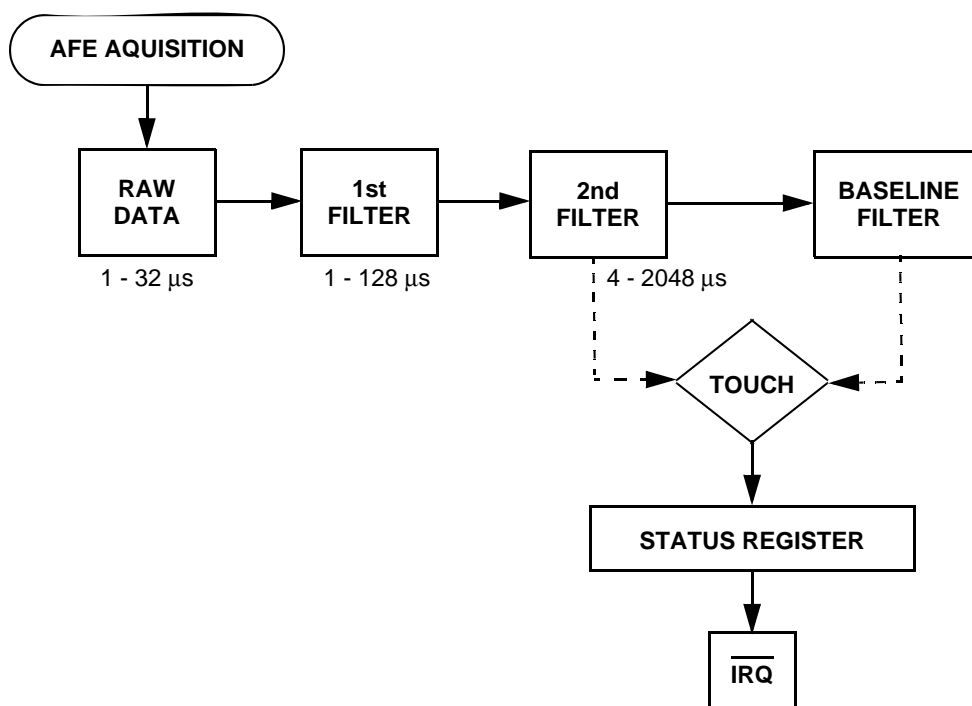 AFE AQUISITION
RAW
DATA
1st
FILTER
2nd
FILTER
BASELINE
FILTER
1 - 32 μs
1 - 128 μs
4 - 2048 μs
TOUCH
STATUS REGISTER
IRQ